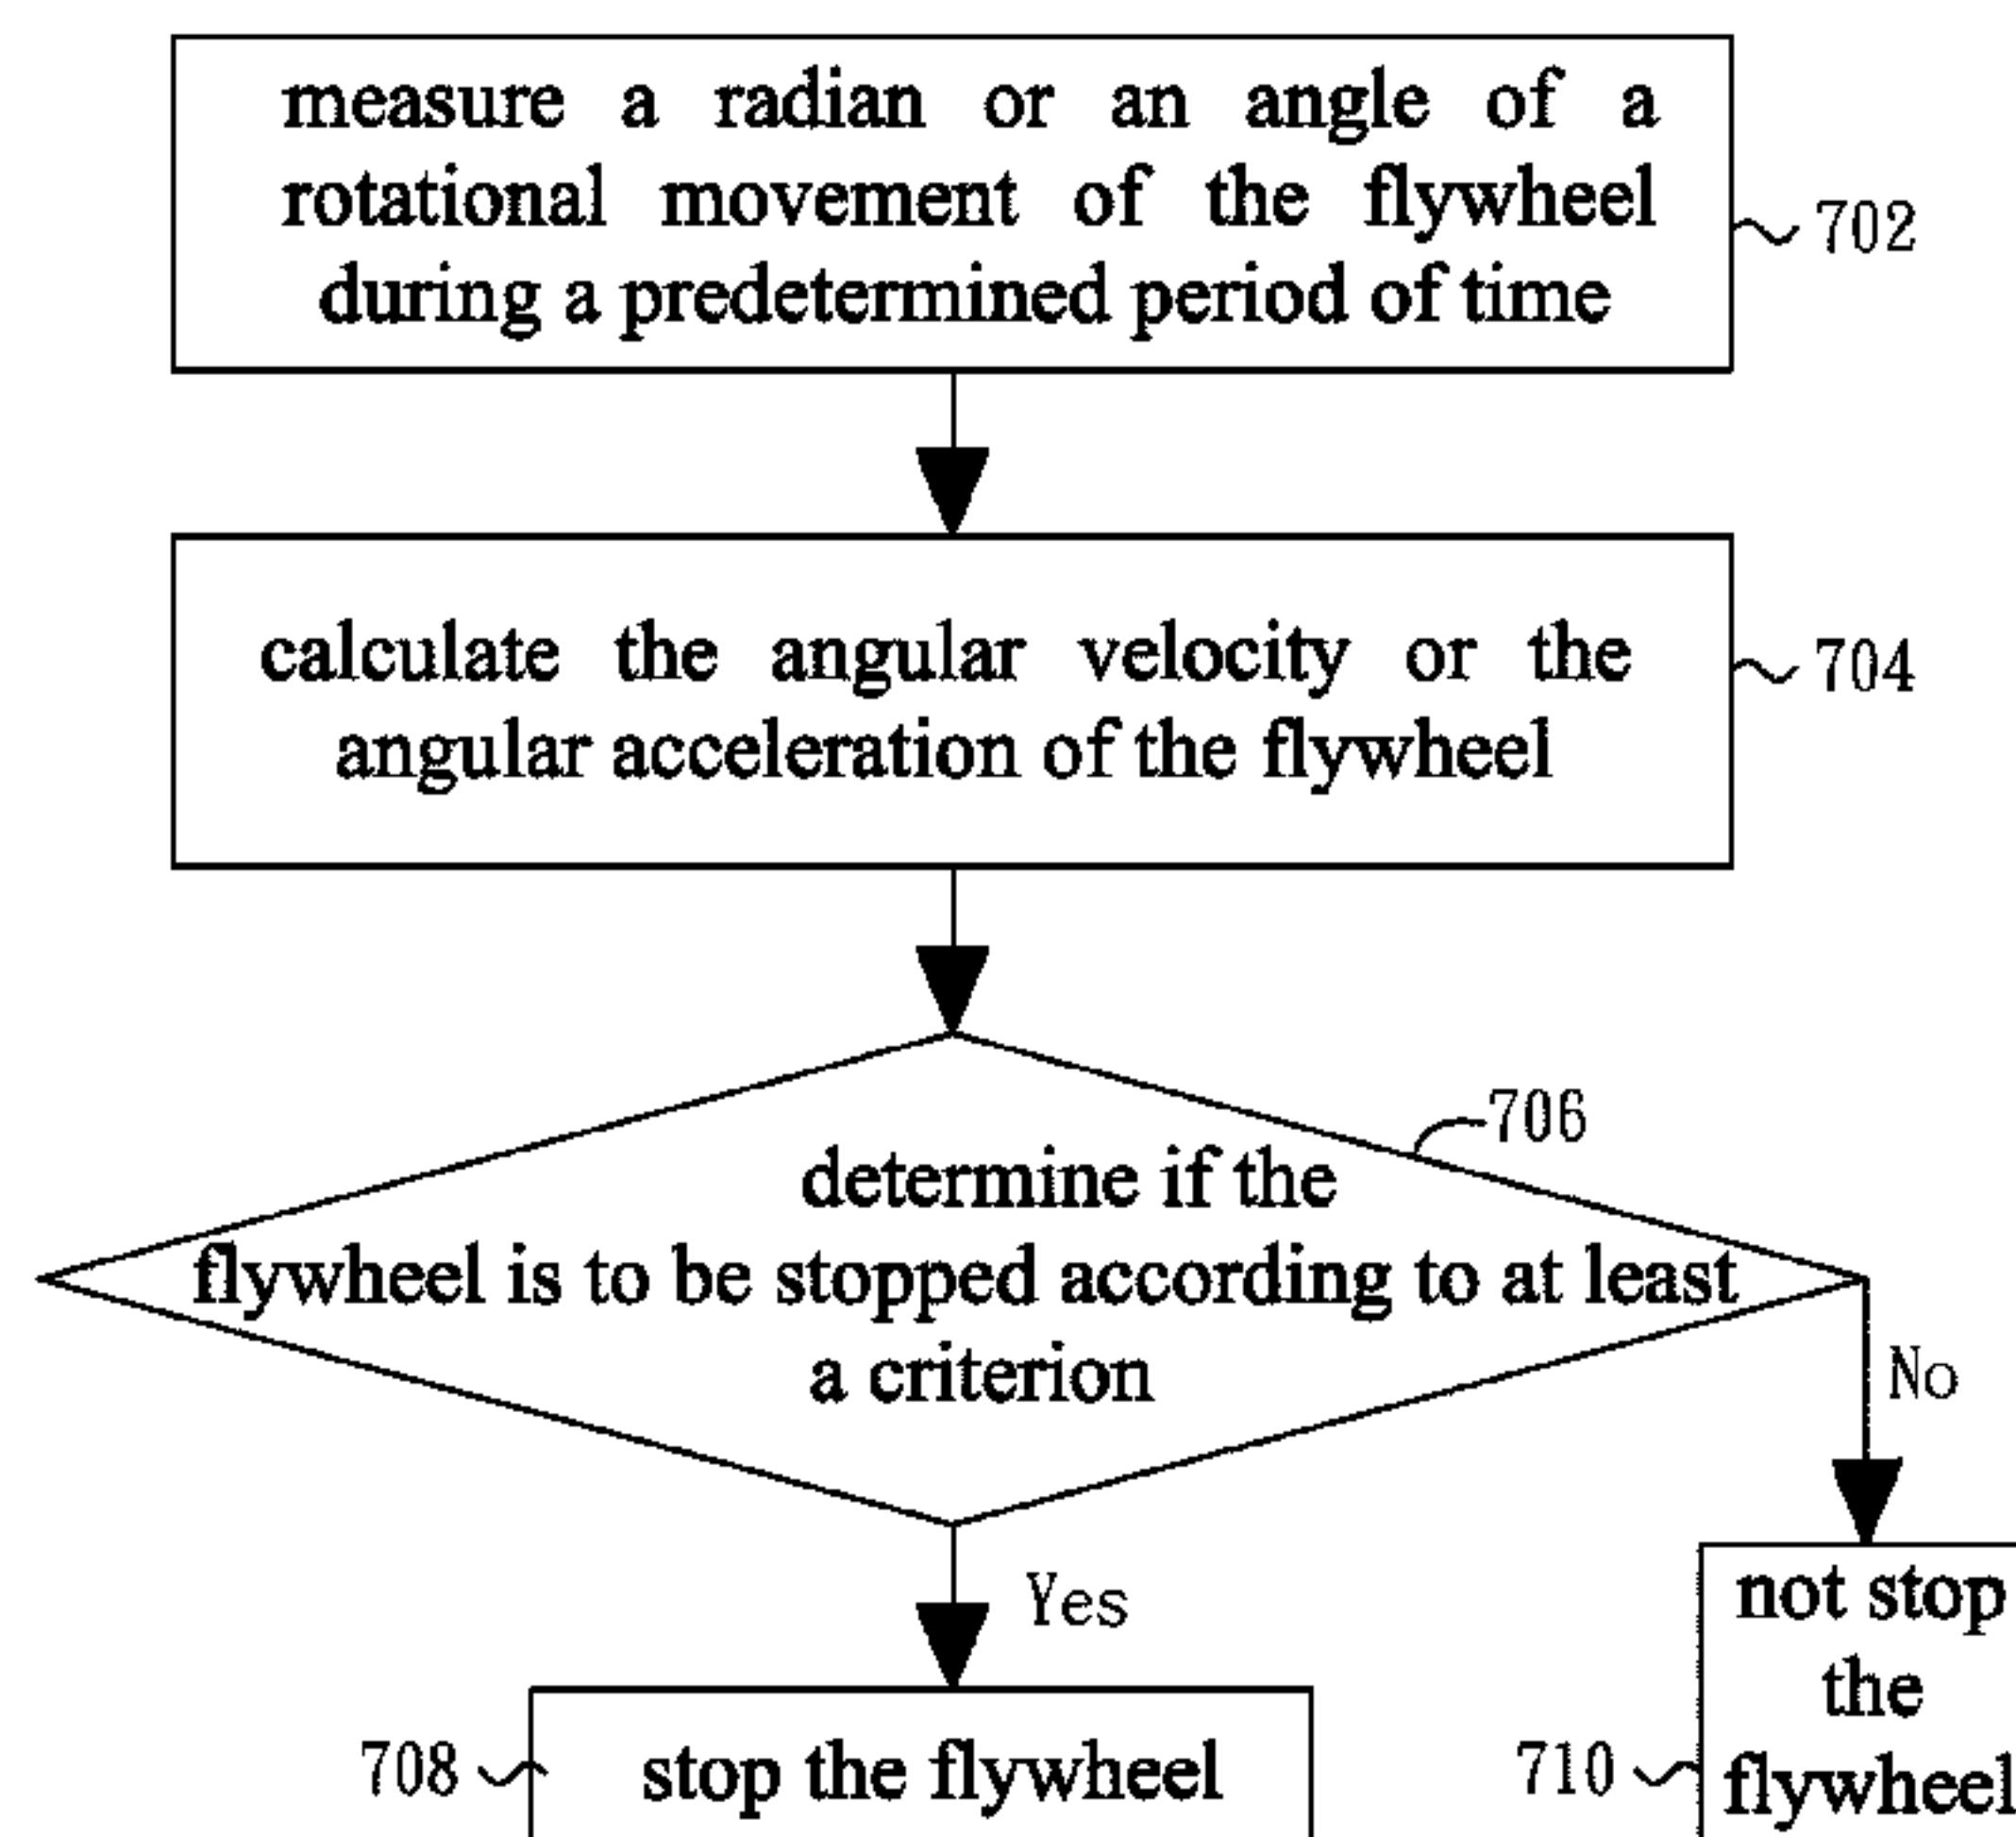 measure a radian or an angle of a
rotational movement of the flywheel
during a predetermined period of time
702
calculate the angular velocity or the
angular acceleration of the flywheel
704
706
determine if the
flywheel is to be stopped according to at least
a criterion
No
Yes
not stop
the
flywheel
710
708
stop the flywheel